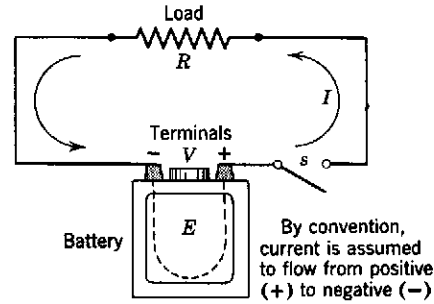 Load
R
I
Terminals
- V +
s
E
Battery
By convention,
current is assumed
to flow from positive
(+) to negative (-)